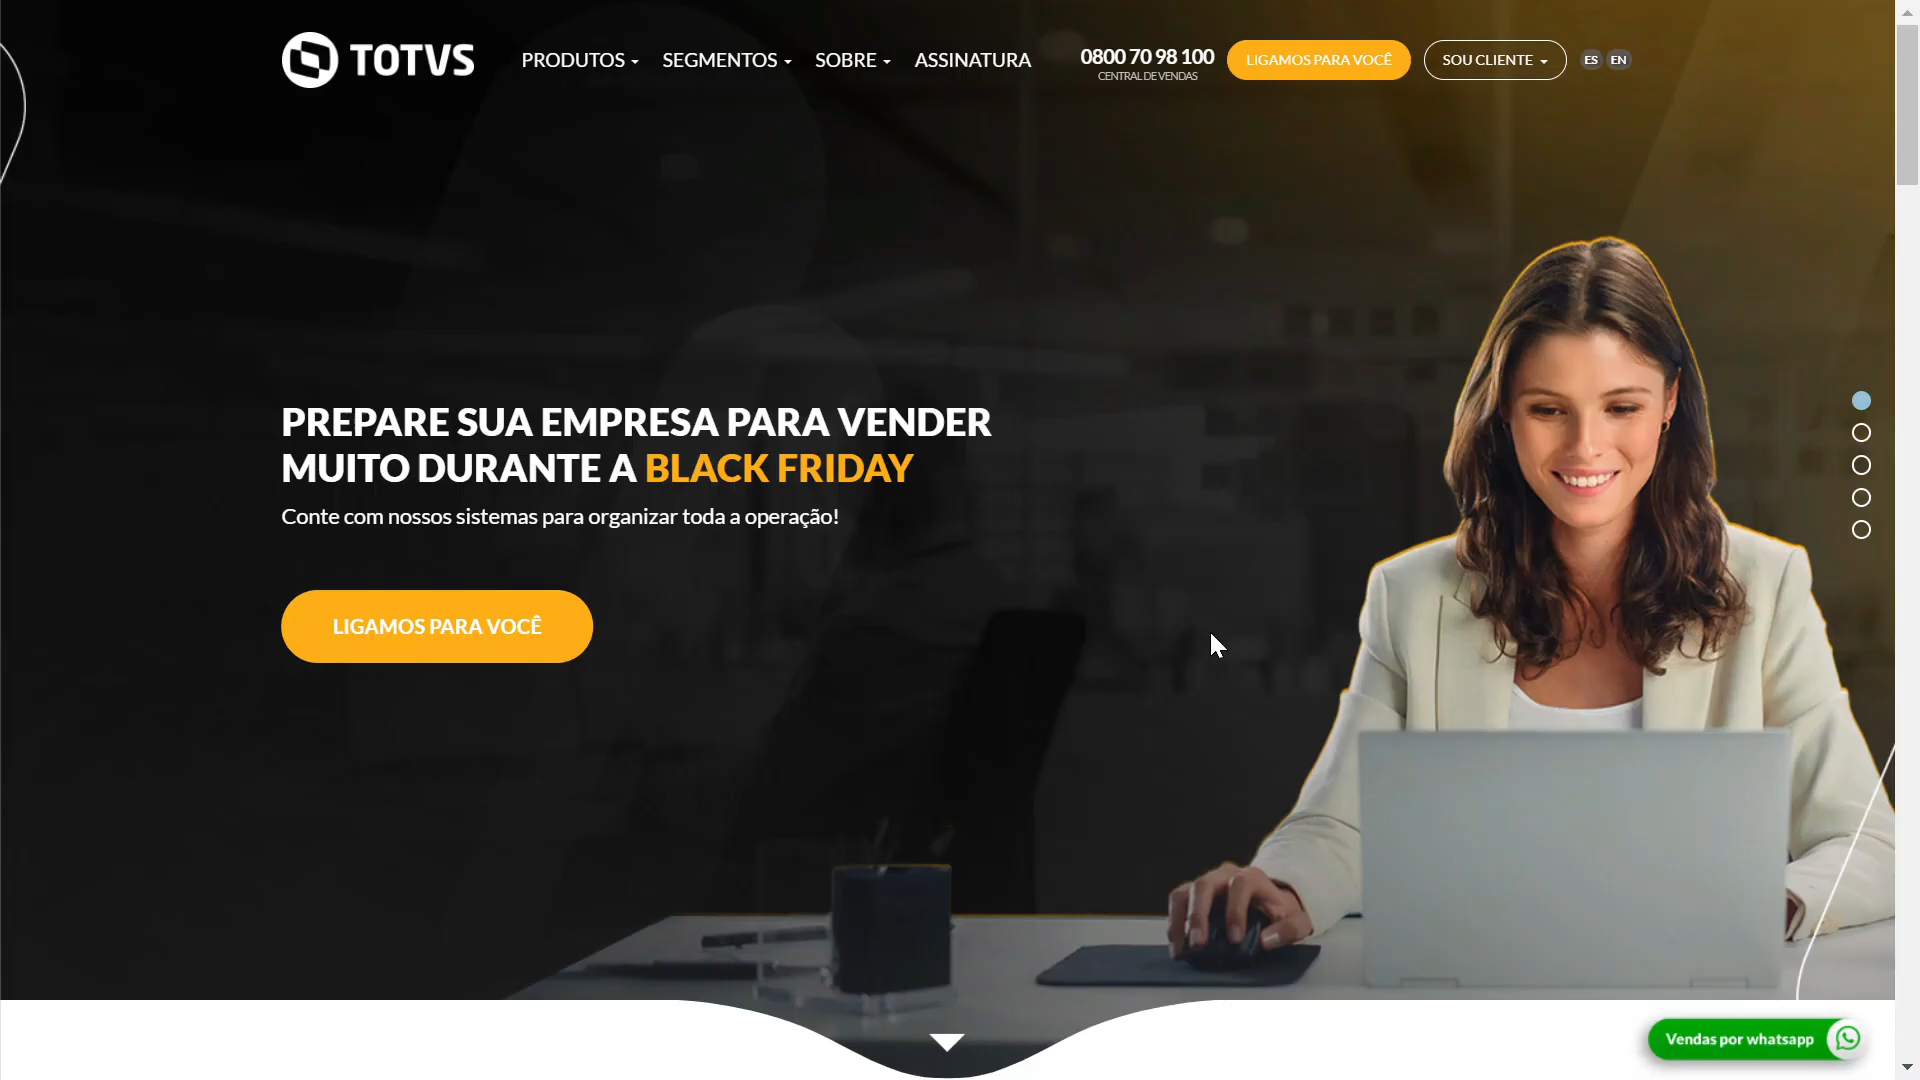 TOTVS
PRODUTOS
SEGMENTOS
SOBRE
ASSINATURA
0800 70 98 100
CENTRAL DE VENDAS
LIGAMOS PARA VOCÊ
SOU CLIENTE
ES
EN
PREPARE SUA EMPRESA PARA VENDER
MUITO DURANTE A BLACK FRIDAY
Conte com nossos sistemas para organizar toda a operação!
LIGAMOS PARA VOCÊ
Vendas por whatsapp